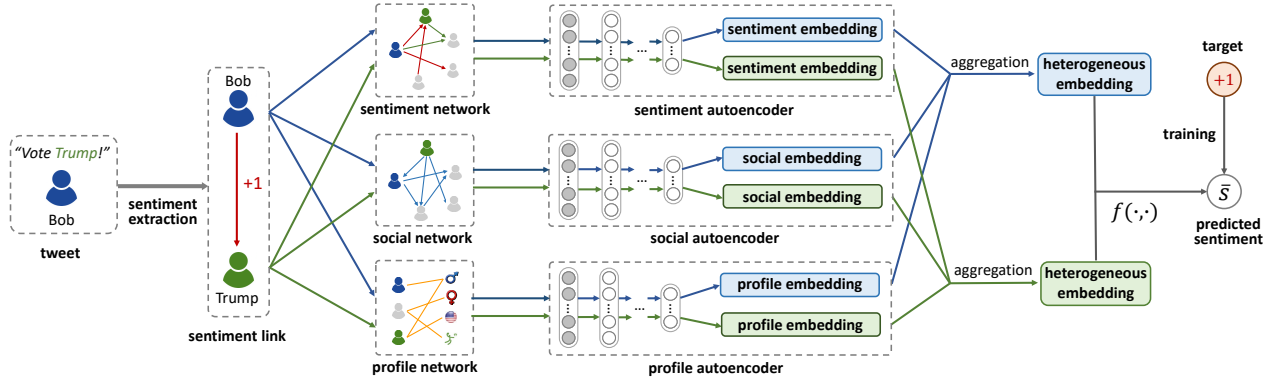 "Vote Trump!"
Bob
tweet
sentiment
extraction
Bob
+1
Trump
sentiment link
sentiment network
social network
profile network
...
sentiment embedding
sentiment embedding
sentiment autoencoder
...
social embedding
social embedding
social autoencoder
...
profile embedding
profile embedding
profile autoencoder
aggregation
heterogeneous
embedding
aggregation
heterogeneous
embedding
f(·,·)
target
+1
training
s̄
predicted
sentiment